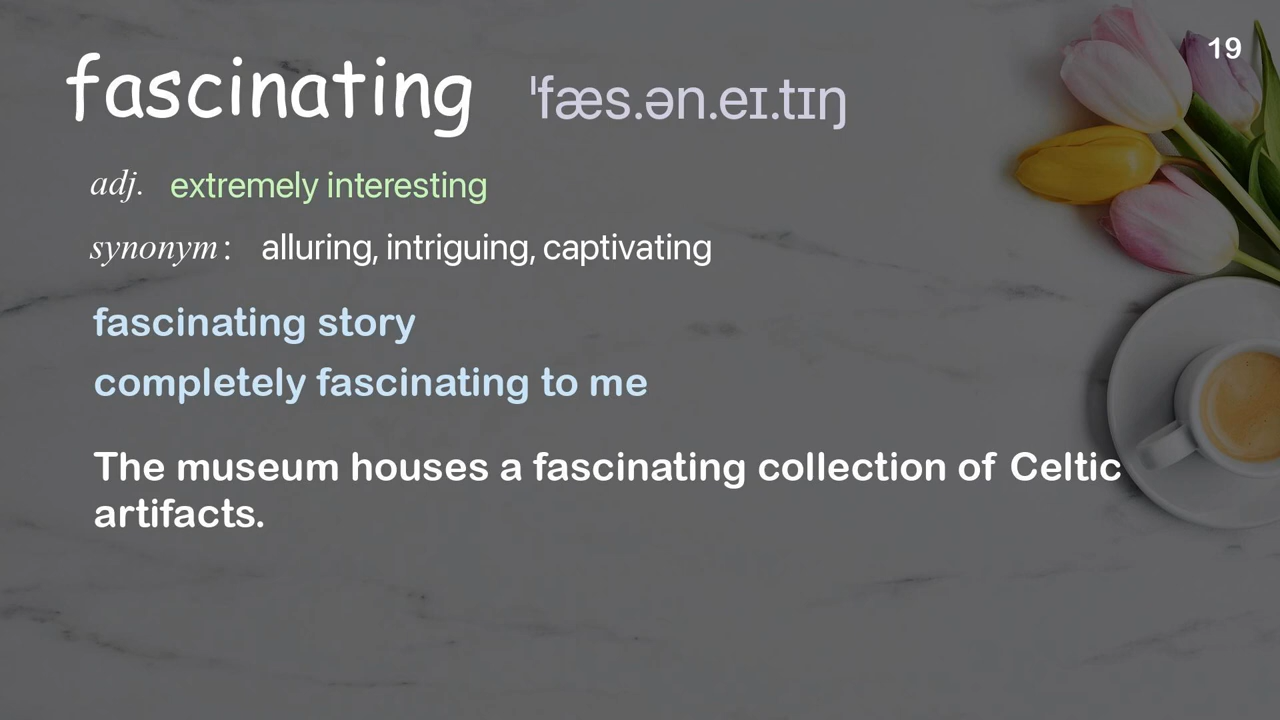 19
fascinating ˈfæs.ən.eɪ.tɪŋ
adj. extremely interesting
synonym: alluring, intriguing, captivating
fascinating story
completely fascinating to me
The museum houses a fascinating collection of Celtic
artifacts.